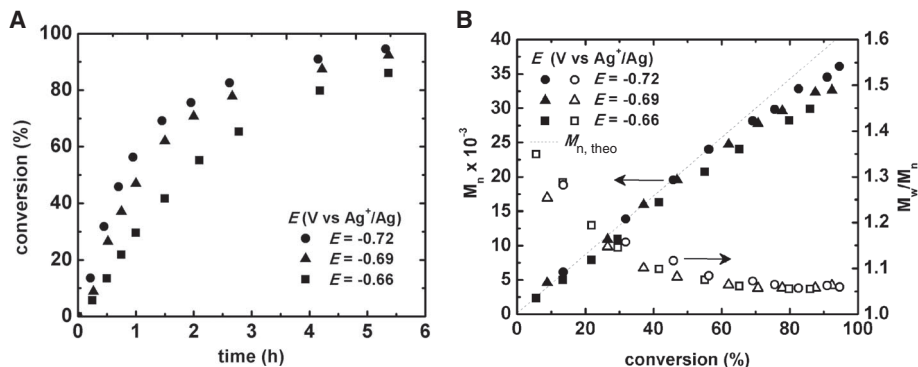 A
100
80
60
40
20
0
conversion (%)
0 1 2 3 4 5 6
time (h)
E (V vs Ag⁺/Ag)
E = -0.72
E = -0.69
E = -0.66
B
40
35
30
25
20
15
10
5
0
Mₙ x 10⁻³
E (V vs Ag⁺/Ag)
E = -0.72
E = -0.69
E = -0.66
Mₙ, theo
1.6
1.5
1.4
1.3
1.2
1.1
1.0
M_w/Mₙ
0 20 40 60 80 100
conversion (%)